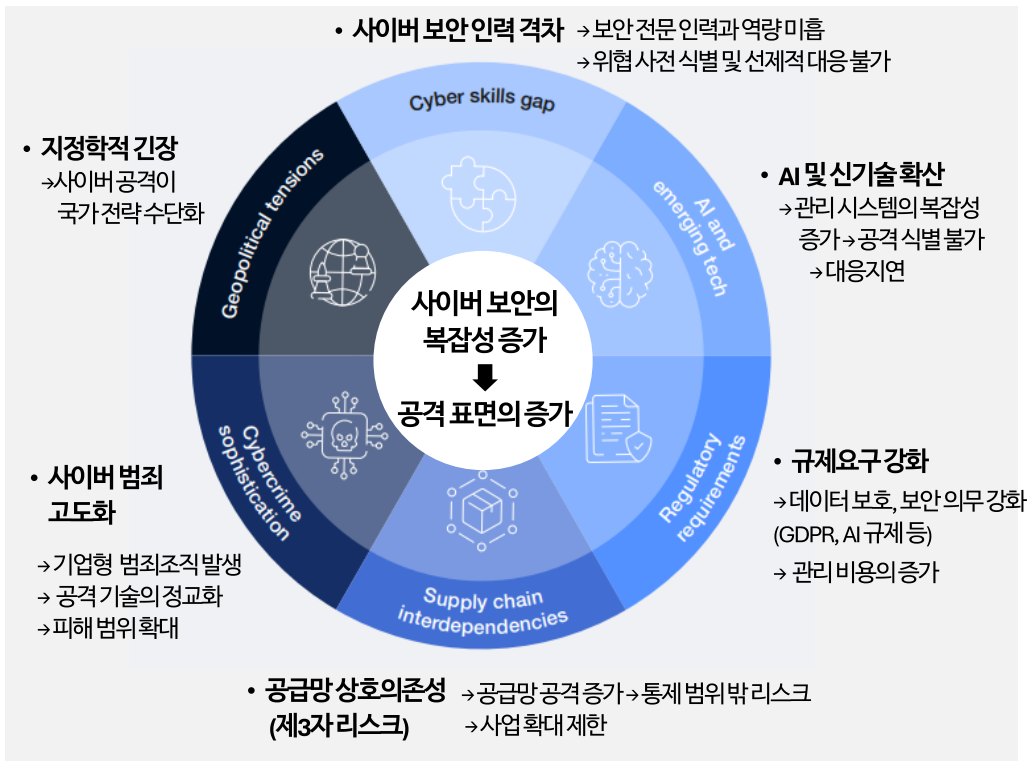 • 사이버 보안 인력 격차
→ 보안 전문 인력과 역량 미흡
→ 위협 사전 식별 및 선제적 대응 불가
Cyber skills gap
• AI 및 신기술 확산
→ 관리 시스템의 복잡성
증가 → 공격 식별 불가
→ 대응지연
AI and
emerging tech
• 규제요구 강화
→ 데이터 보호, 보안 의무 강화
(GDPR, AI 규제 등)
→ 관리 비용의 증가
Regulatory
requirements
• 공급망 상호의존성
(제3자 리스크)
→ 공급망 공격 증가 → 통제 범위 밖 리스크
→ 사업 확대 제한
Supply chain
interdependencies
• 사이버 범죄
고도화
→ 기업형 범죄조직 발생
→ 공격 기술의 정교화
→ 피해 범위 확대
Cybercrime
sophistication
• 지정학적 긴장
→ 사이버 공격이
국가 전략 수단화
Geopolitical tensions
사이버 보안의
복잡성 증가
공격 표면의 증가